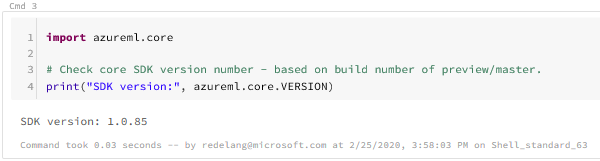 Cmd 3
1 import azureml.core
2
3 # Check core SDK version number - based on build number of preview/master.
4 print("SDK version:", azureml.core.VERSION)
SDK version: 1.0.85
Command took 0.03 seconds -- by redelang@microsoft.com at 2/25/2020, 3:58:03 PM on Shell_standard_63